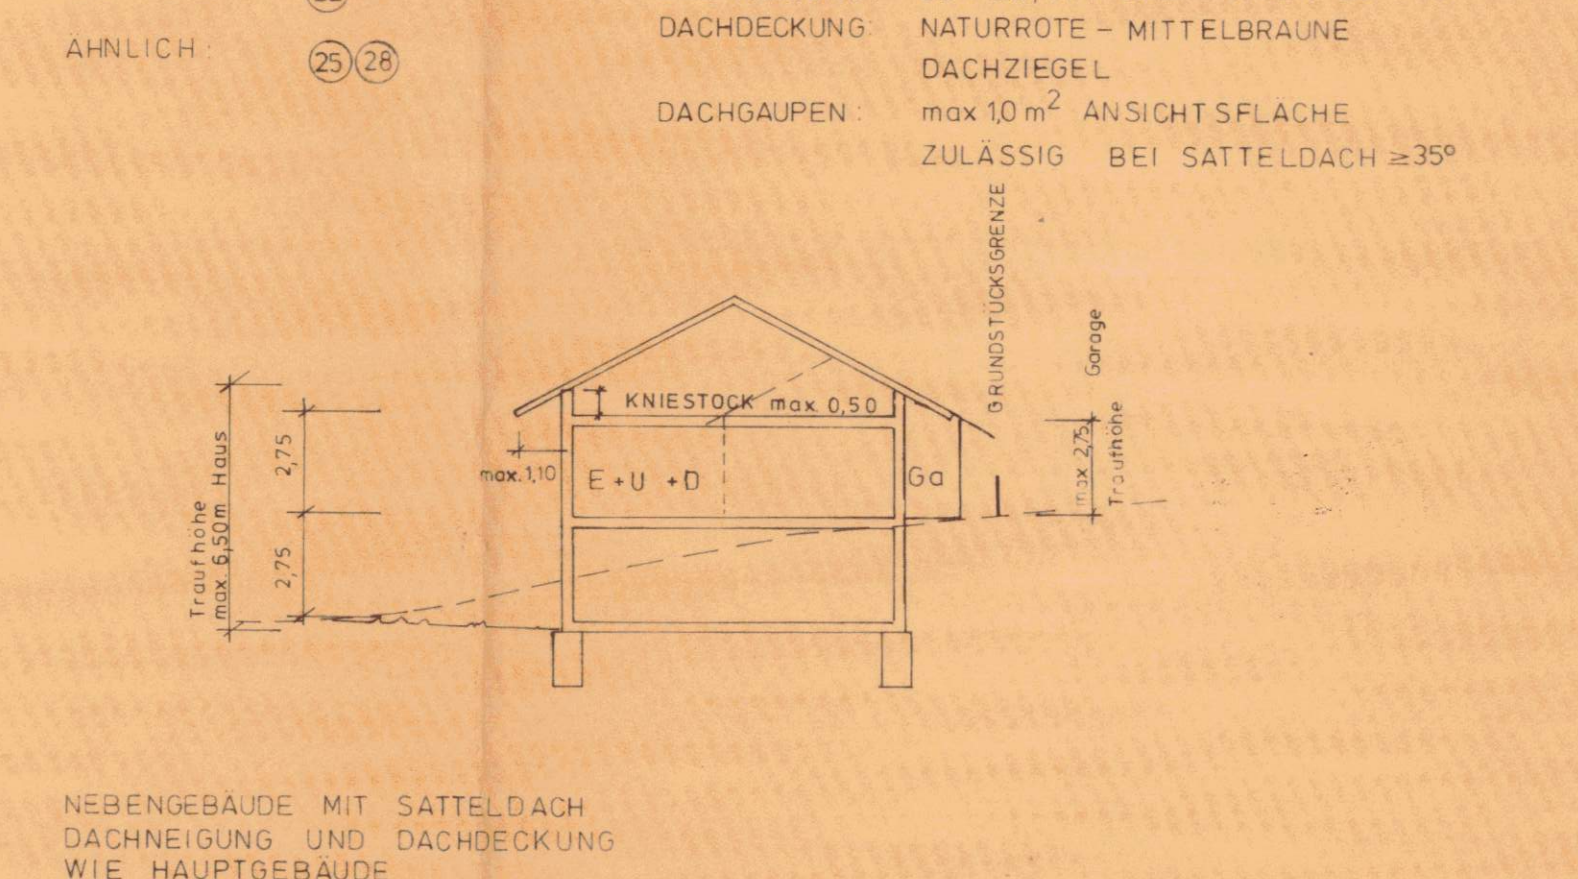 ÄHNLICH: 25 28
DACHDECKUNG: NATURROTE – MITTELBRAUNE
DACHZIEGEL
DACHGAUPEN: max 1,0 m² ANSICHTSFLÄCHE
ZULÄSSIG BEI SATTELDACH ≥35°
GRUNDSTÜCKSGRENZE
KNIESTOCK max. 0,50
max. 1,10
E+U+D
Ga
Traufhöhe
max. 6,50m Haus
2,75
2,75
max 2,75
Traufhöhe Garage
NEBENGEBÄUDE MIT SATTELDACH
DACHNEIGUNG UND DACHDECKUNG
WIE HAUPTGEBÄUDE